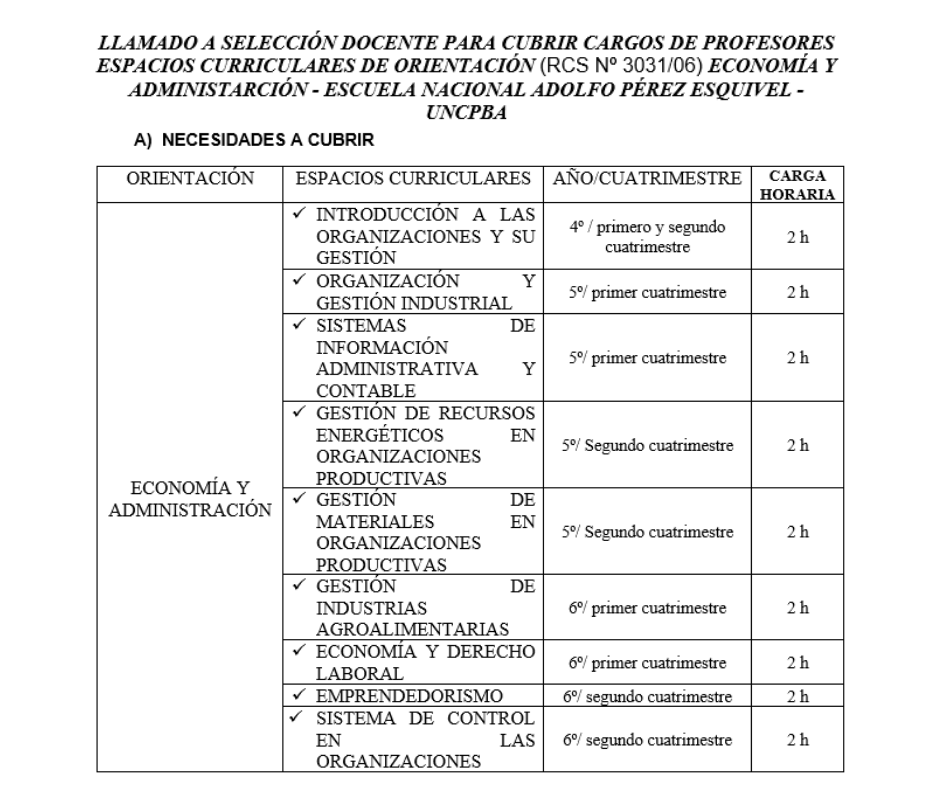 LLAMADO A SELECCIÓN DOCENTE PARA CUBRIR CARGOS DE PROFESORES
ESPACIOS CURRICULARES DE ORIENTACIÓN (RCS Nº 3031/06) ECONOMÍA Y
ADMINISTARCIÓN - ESCUELA NACIONAL ADOLFO PÉREZ ESQUIVEL -
UNCPBA
A) NECESIDADES A CUBRIR
ORIENTACIÓN ESPACIOS CURRICULARES AÑO/CUATRIMESTRE CARGA
HORARIA
ECONOMÍA Y
ADMINISTRACIÓN
✓ INTRODUCCIÓN A LAS
ORGANIZACIONES Y SU
GESTIÓN
4º / primero y segundo
cuatrimestre
2 h
✓ ORGANIZACIÓN Y
GESTIÓN INDUSTRIAL
5º/ primer cuatrimestre
2 h
✓ SISTEMAS DE
INFORMACIÓN
ADMINISTRATIVA Y
CONTABLE
5º/ primer cuatrimestre
2 h
✓ GESTIÓN DE RECURSOS
ENERGÉTICOS EN
ORGANIZACIONES
PRODUCTIVAS
5º/ Segundo cuatrimestre
2 h
✓ GESTIÓN DE
MATERIALES EN
ORGANIZACIONES
PRODUCTIVAS
5º/ Segundo cuatrimestre
2 h
✓ GESTIÓN DE
INDUSTRIAS
AGROALIMENTARIAS
6º/ primer cuatrimestre
2 h
✓ ECONOMÍA Y DERECHO
LABORAL
6º/ primer cuatrimestre
2 h
✓ EMPRENDEDORISMO
6º/ segundo cuatrimestre
2 h
✓ SISTEMA DE CONTROL
EN LAS
ORGANIZACIONES
6º/ segundo cuatrimestre
2 h